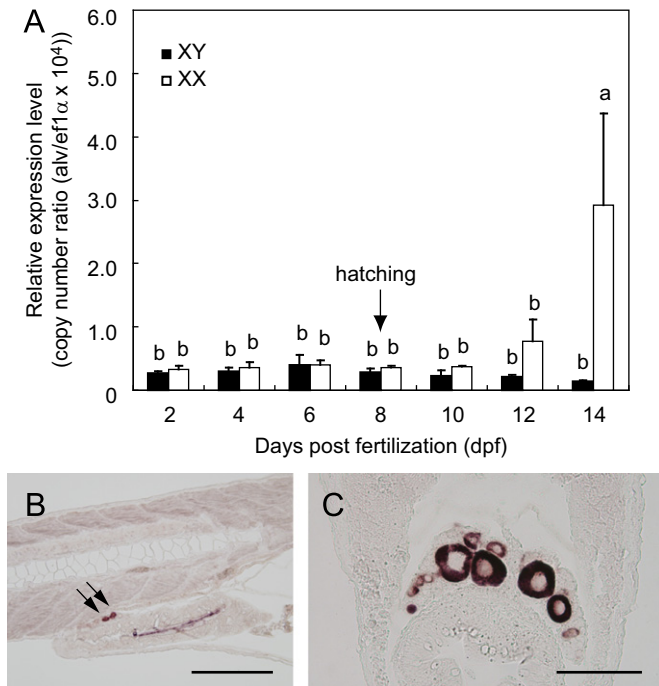 A
Relative expression level
(copy number ratio (alv/ef1α x 10⁴))
6.0
5.0
4.0
3.0
2.0
1.0
0
XY
XX
hatching
a
b
b b b b b b b b b b b b b
2 4 6 8 10 12 14
Days post fertilization (dpf)
B
C